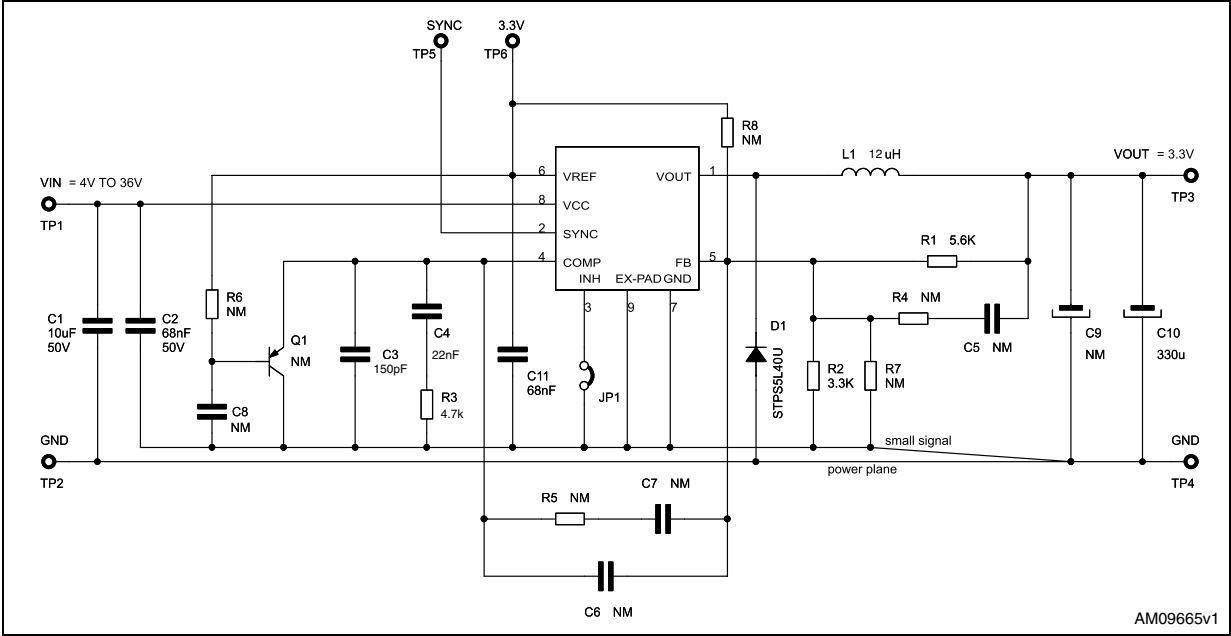 SYNC
TP5
3.3V
TP6
R8
NM
L1 12uH
VOUT = 3.3V
TP3
VIN = 4V TO 36V
TP1
6
8
2
4
VREF
VCC
SYNC
COMP
INH
EX-PAD
GND
VOUT
FB
1
5
3
9
7
R1 5.6K
R4 NM
C5 NM
R6
NM
C1
10uF
50V
C2
68nF
50V
Q1
NM
C3
150pF
C4
22nF
R3
4.7k
C11
68nF
JP1
D1
STPS5L40U
R2
3.3K
R7
NM
C9
NM
C10
330u
C8
NM
GND
TP2
small signal
power plane
GND
TP4
R5 NM
C7 NM
C6 NM
AM09665v1